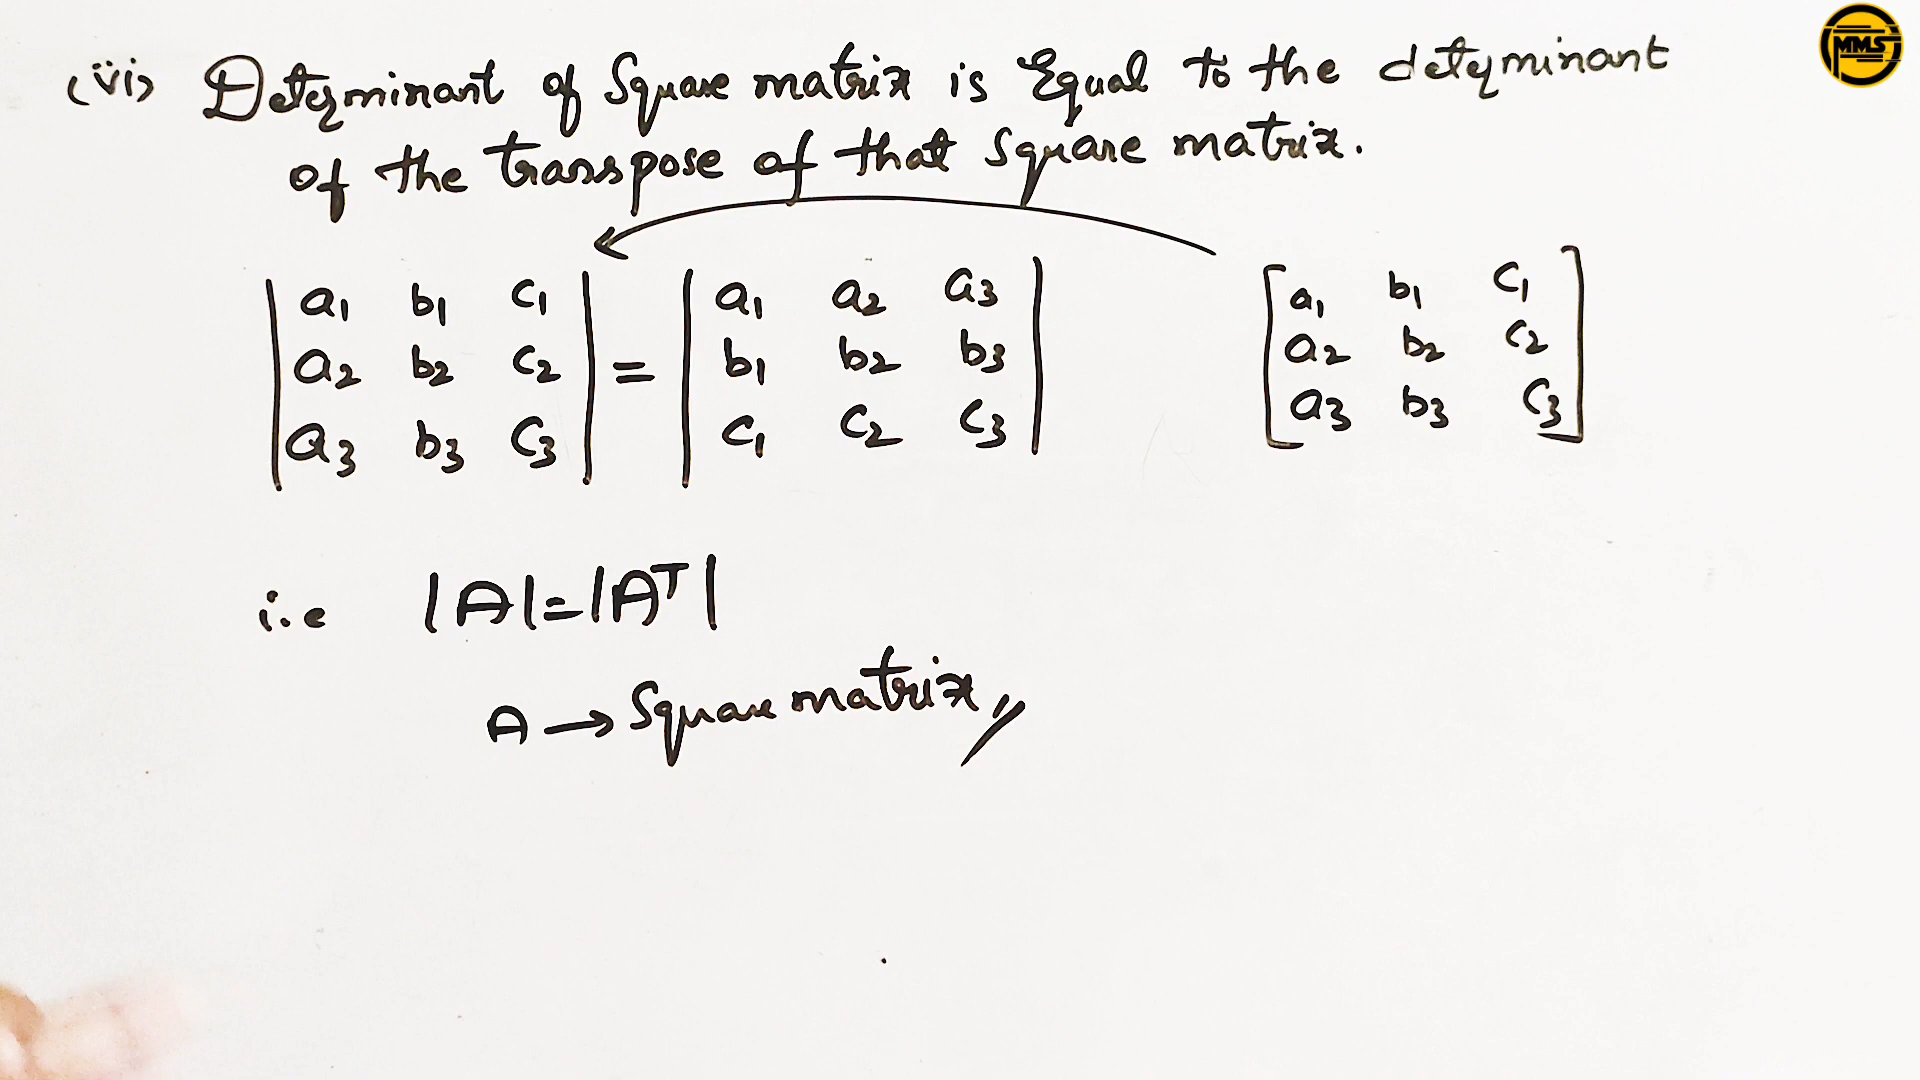 (vi) Determinant of Square matrix is Equal to the determinant
of the transpose of that square matrix.
| a1 b1 c1 | = | a1 a2 a3 | [ a1 b1 c1 ]
| a2 b2 c2 | | b1 b2 b3 | [ a2 b2 c2 ]
| a3 b3 c3 | | c1 c2 c3 | [ a3 b3 c3 ]
i.e |A|=|Aᵀ|
A → Square matrix //
MMS